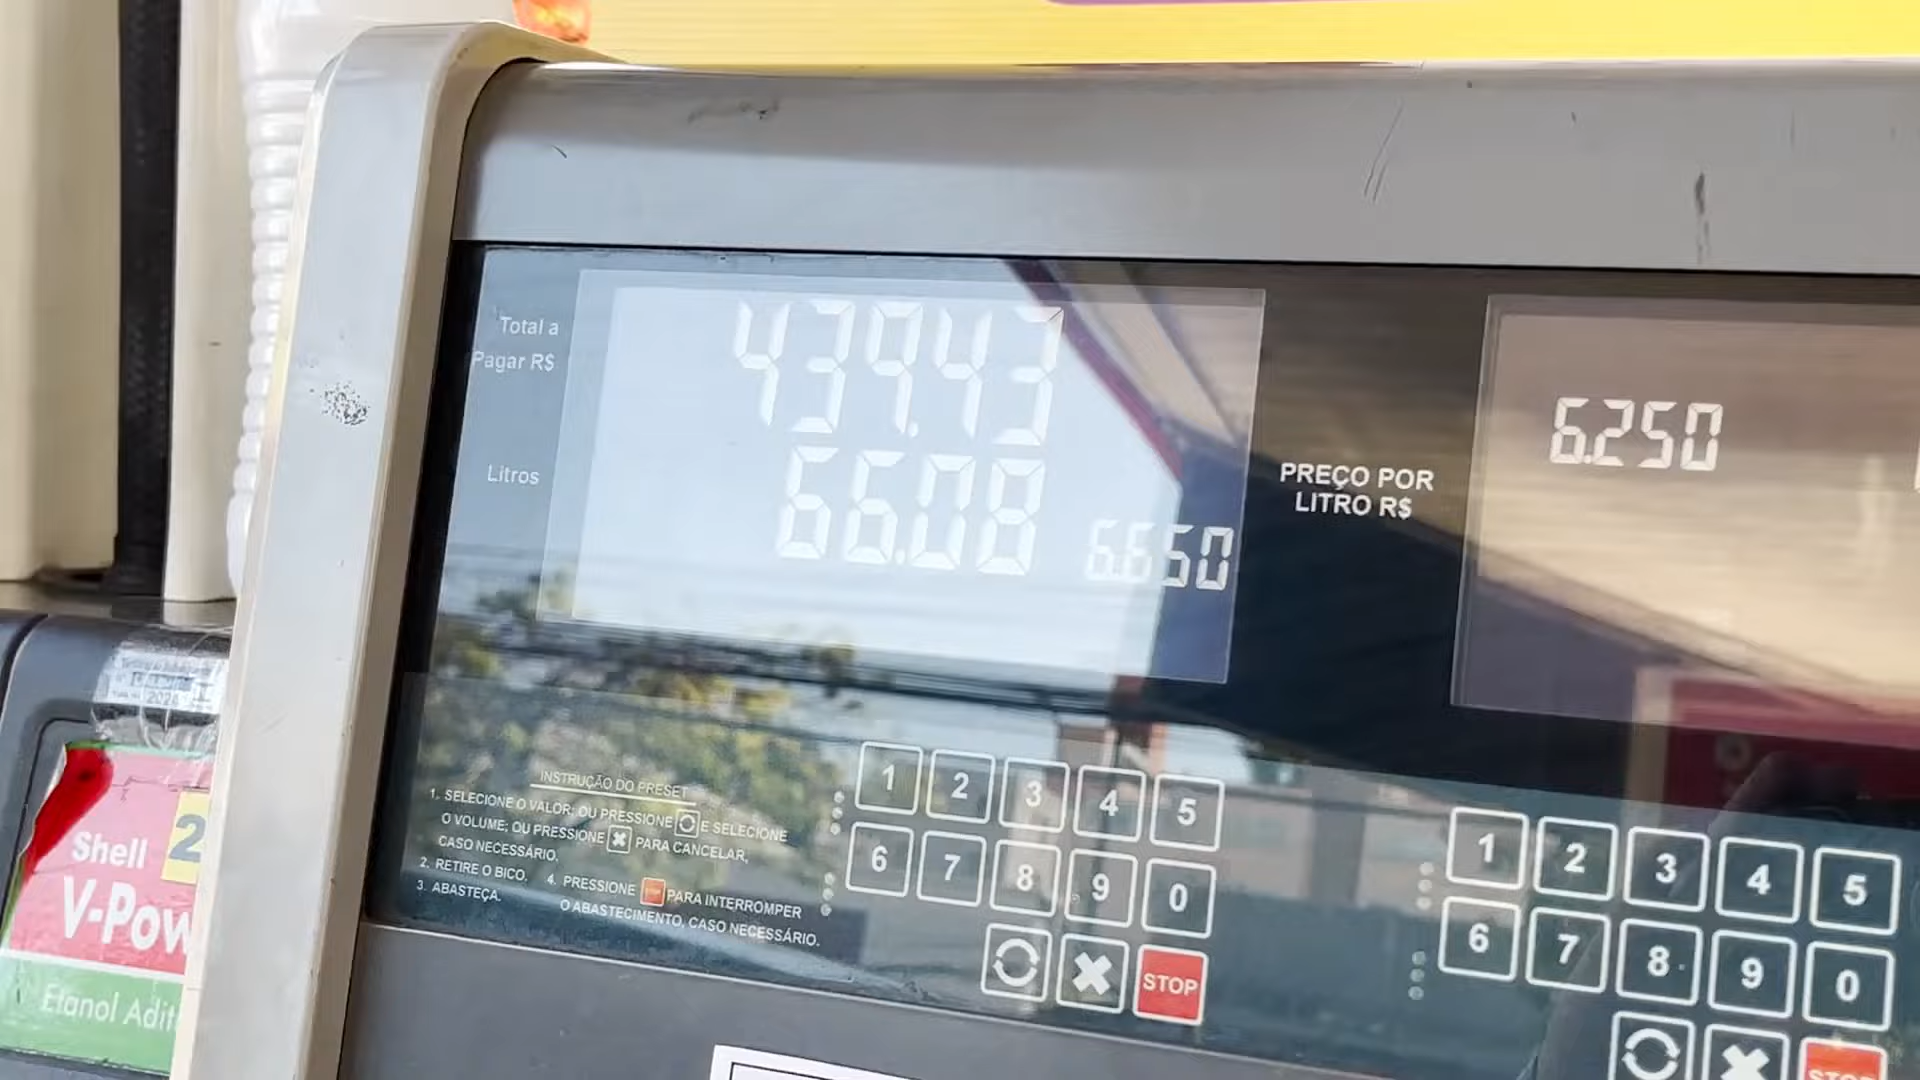 Total a
Pagar R$
439.43
Litros
66.08
6.650
PREÇO POR
LITRO R$
6.250
INSTRUÇÃO DO PRESET
1. SELECIONE O VALOR; OU PRESSIONE E SELECIONE
O VOLUME; OU PRESSIONE PARA CANCELAR,
CASO NECESSÁRIO.
2. RETIRE O BICO.
3. ABASTEÇA.
4. PRESSIONE STOP PARA INTERROMPER
O ABASTECIMENTO, CASO NECESSÁRIO.
1 2 3 4 5
6 7 8 9 0
STOP
1 2 3 4 5
6 7 8 9 0
STOP
Shell
V-Pow
2
Etanol Adit